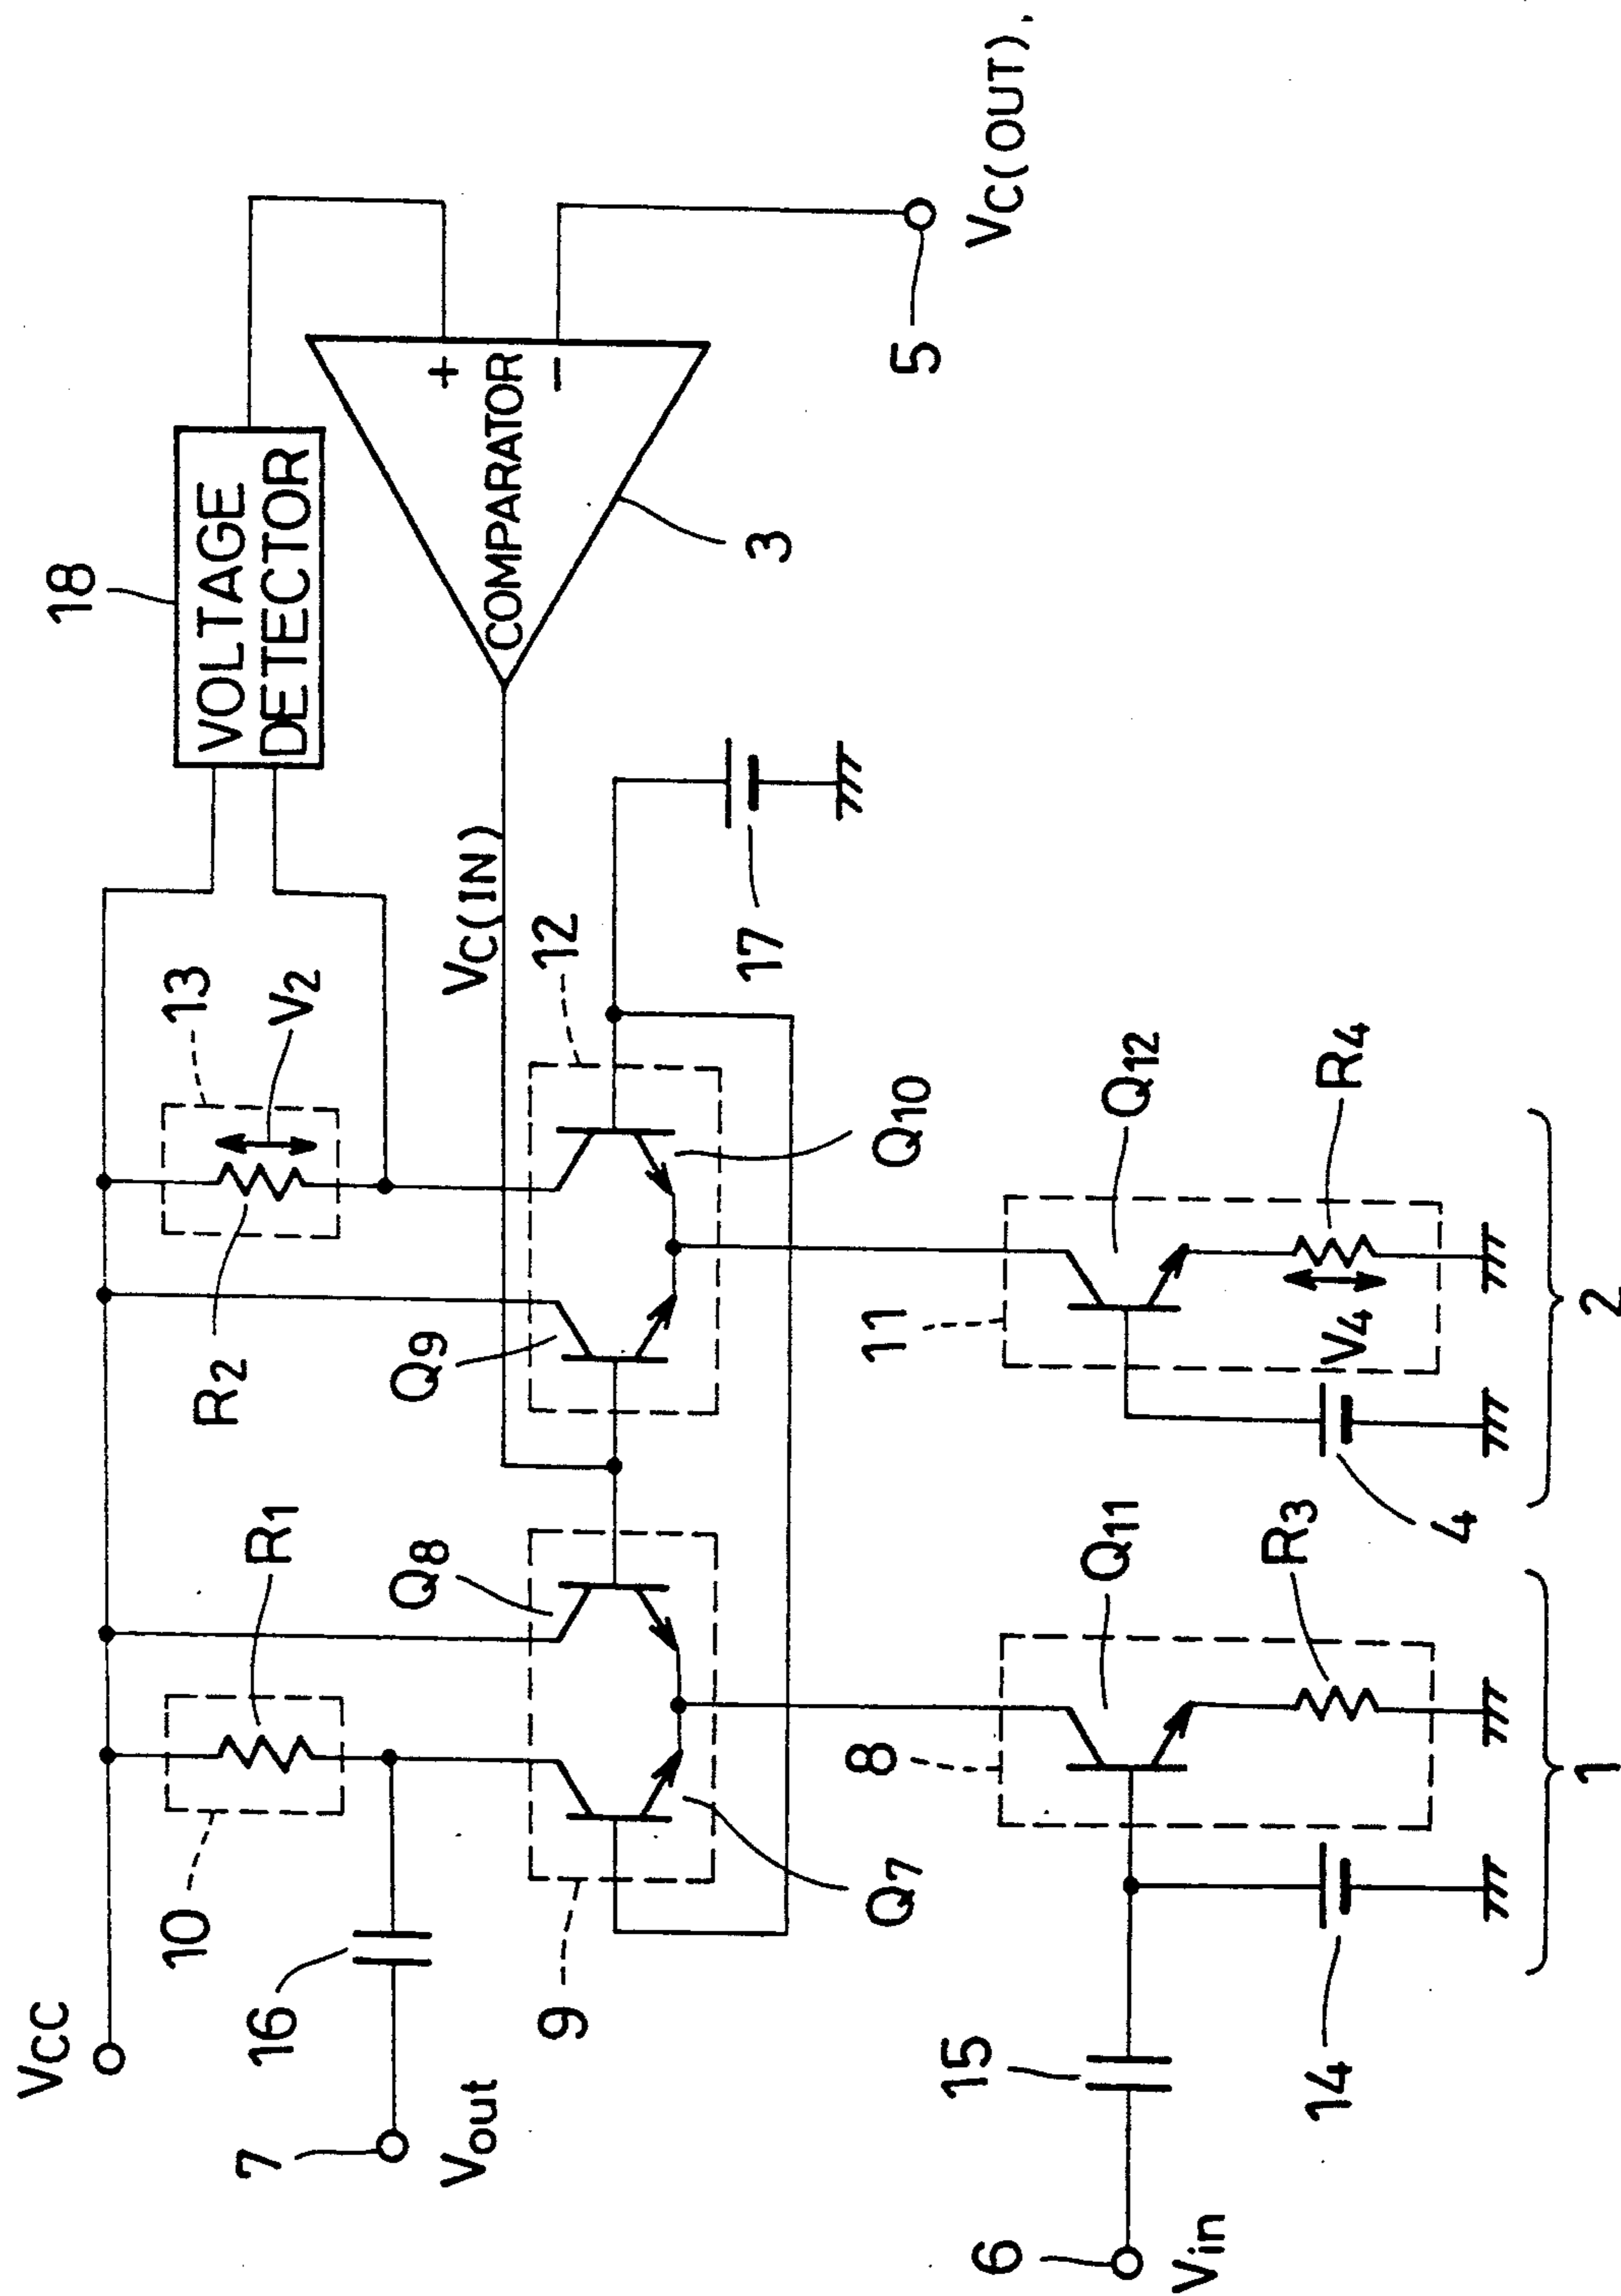 VCC
7
Vout
16
10
R1
R2
13
V2
18
VOLTAGE
DETECTOR
VC(IN)
COMPARATOR
+
−
3
5
VC(OUT)
9
Q7
Q8
Q9
12
Q10
17
6
Vin
15
14
8
Q11
R3
4
11
V4
Q12
R4
1
2